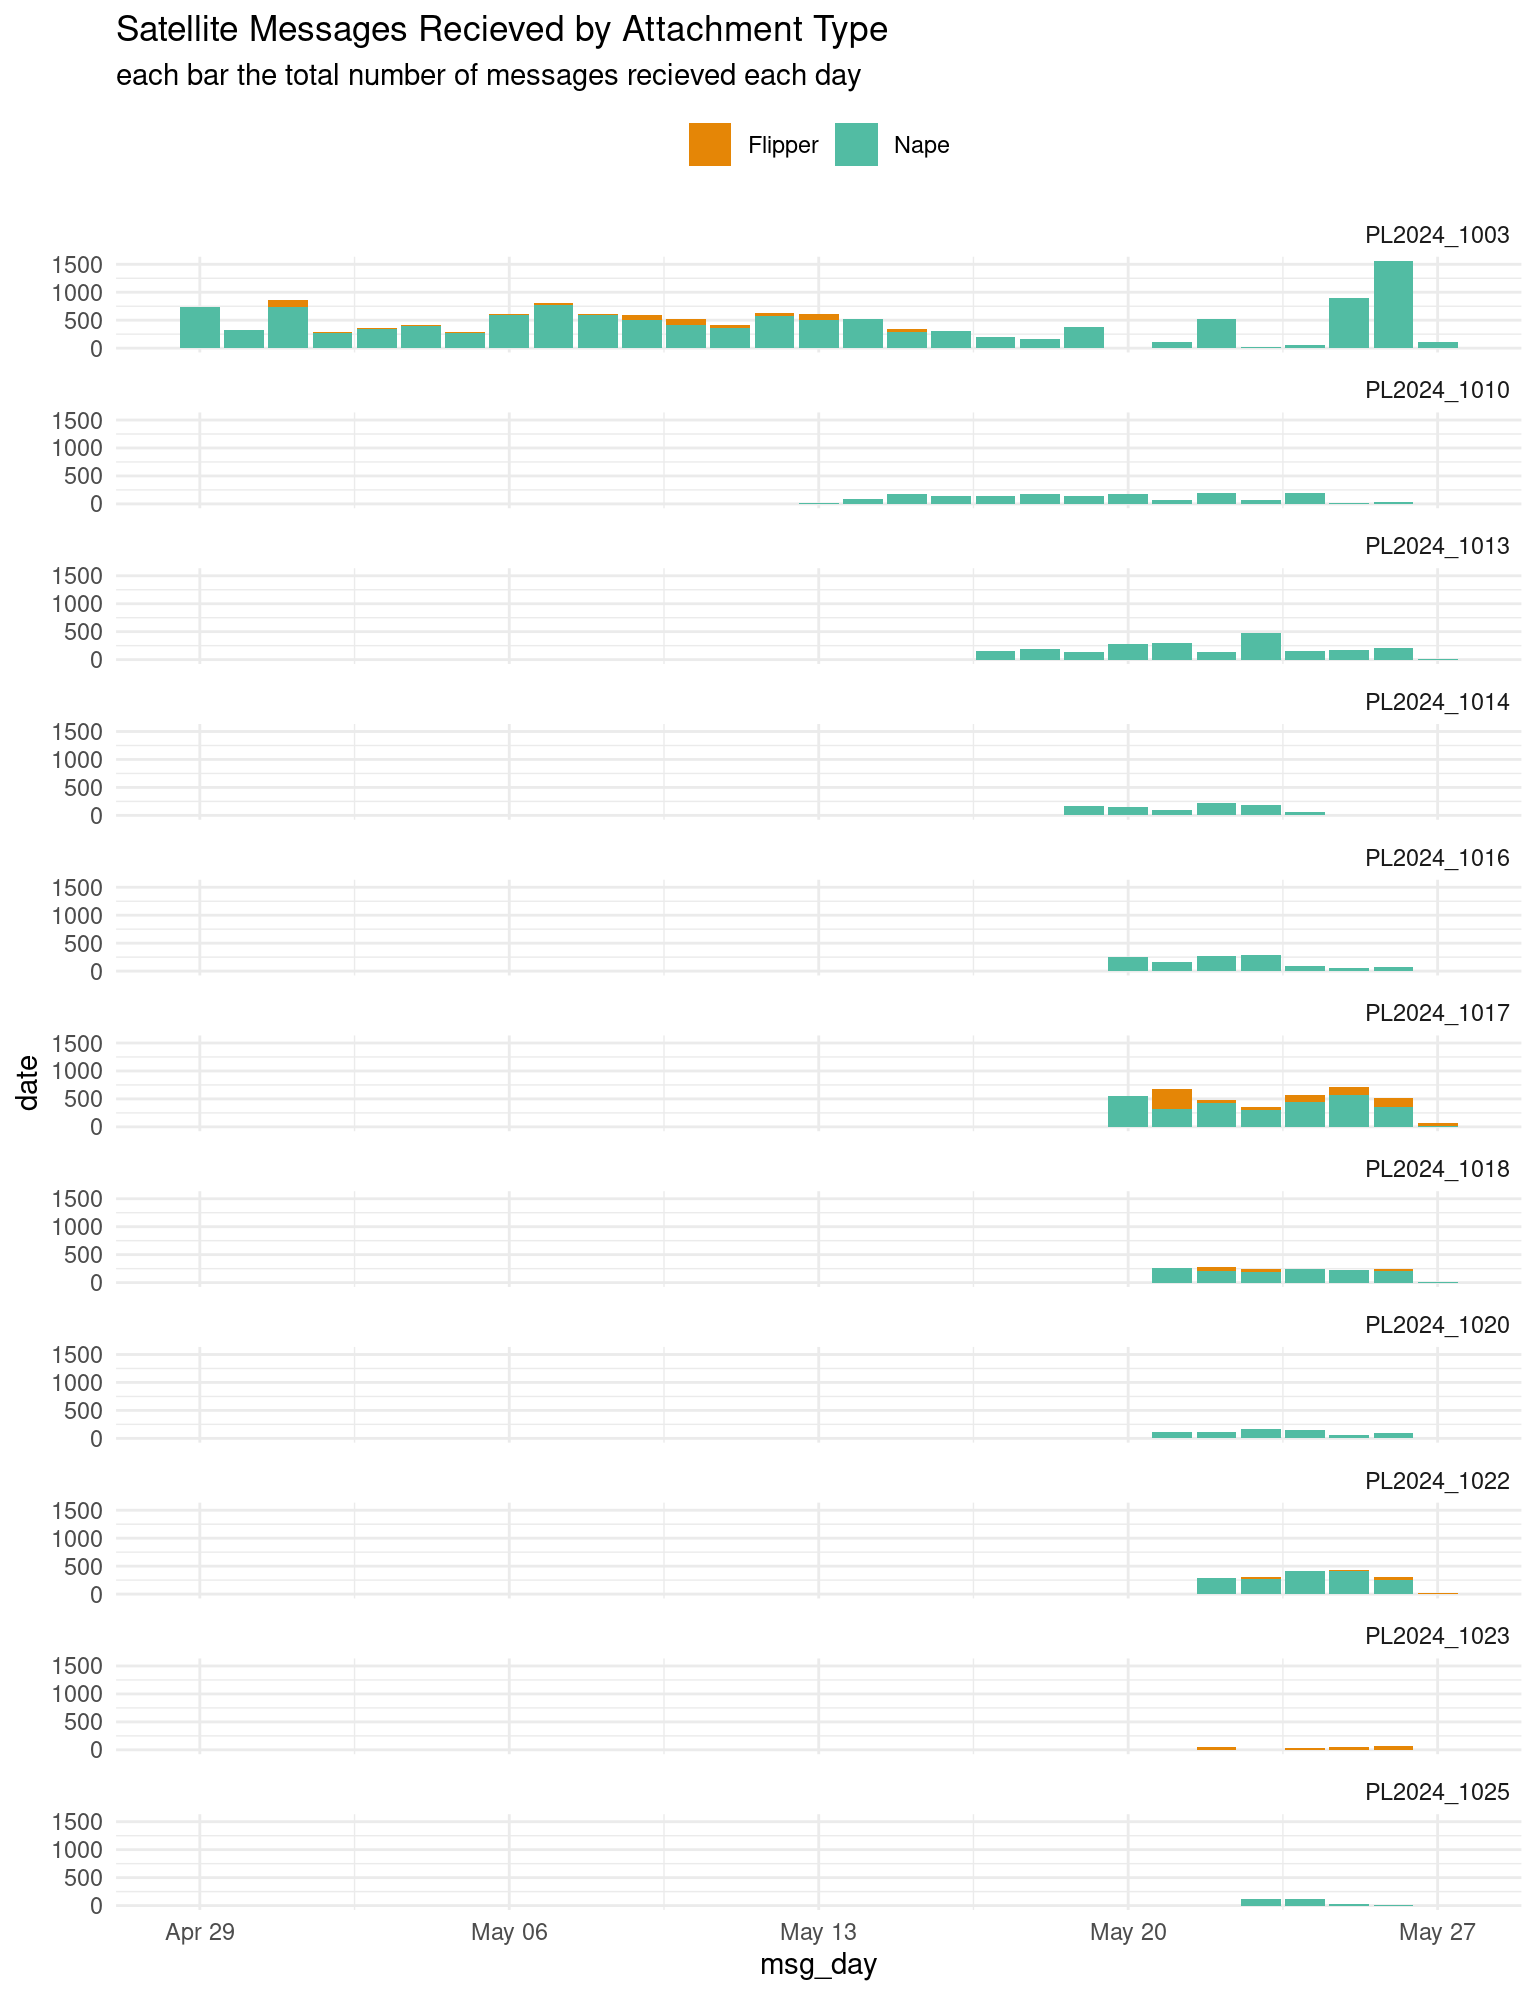 Satellite Messages Recieved by Attachment Type
each bar the total number of messages recieved each day
Flipper Nape
PL2024_1003
1500
1000
500
0
PL2024_1010
1500
1000
500
0
PL2024_1013
1500
1000
500
0
PL2024_1014
1500
1000
500
0
PL2024_1016
1500
1000
500
0
PL2024_1017
1500
1000
500
0
date
PL2024_1018
1500
1000
500
0
PL2024_1020
1500
1000
500
0
PL2024_1022
1500
1000
500
0
PL2024_1023
1500
1000
500
0
PL2024_1025
1500
1000
500
0
Apr 29 May 06 May 13 May 20 May 27
msg_day